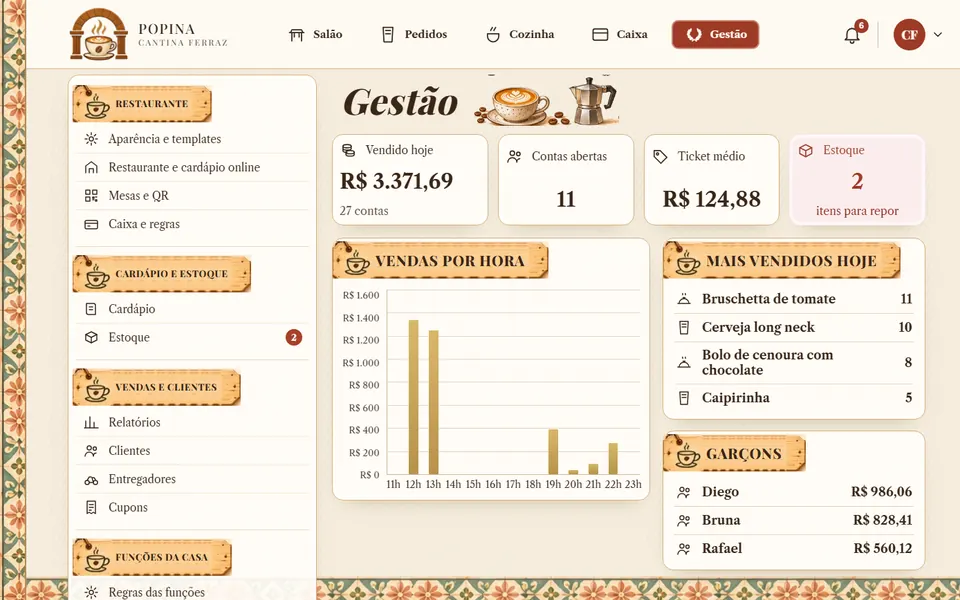 POPINA
CANTINA FERRAZ
Salão
Pedidos
Cozinha
Caixa
Gestão
6
CF
RESTAURANTE
Aparência e templates
Restaurante e cardápio online
Mesas e QR
Caixa e regras
CARDÁPIO E ESTOQUE
Cardápio
Estoque
2
VENDAS E CLIENTES
Relatórios
Clientes
Entregadores
Cupons
FUNÇÕES DA CASA
Regras das funções
Gestão
Vendido hoje
R$ 3.371,69
27 contas
Contas abertas
11
Ticket médio
R$ 124,88
Estoque
2
itens para repor
VENDAS POR HORA
R$ 1.600
R$ 1.400
R$ 1.200
R$ 1.000
R$ 800
R$ 600
R$ 400
R$ 200
R$ 0
11h 12h 13h 14h 15h 16h 17h 18h 19h 20h 21h 22h 23h
MAIS VENDIDOS HOJE
Bruschetta de tomate 11
Cerveja long neck 10
Bolo de cenoura com
chocolate 8
Caipirinha 5
GARÇONS
Diego R$ 986,06
Bruna R$ 828,41
Rafael R$ 560,12